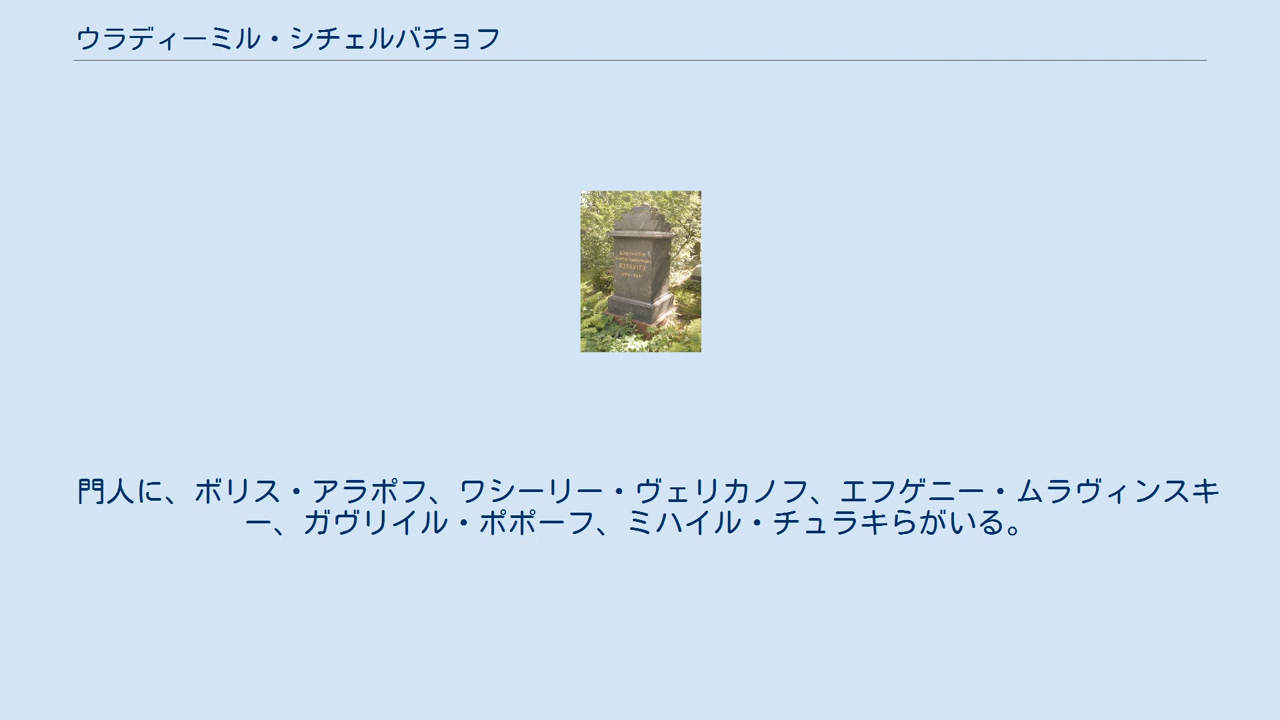 ウラディーミル・シチェルバチョフ
門人に、ボリス・アラポフ、ワシーリー・ヴェリカノフ、エフゲニー・ムラヴィンスキ
ー、ガヴリイル・ポポーフ、ミハイル・チュラキらがいる。